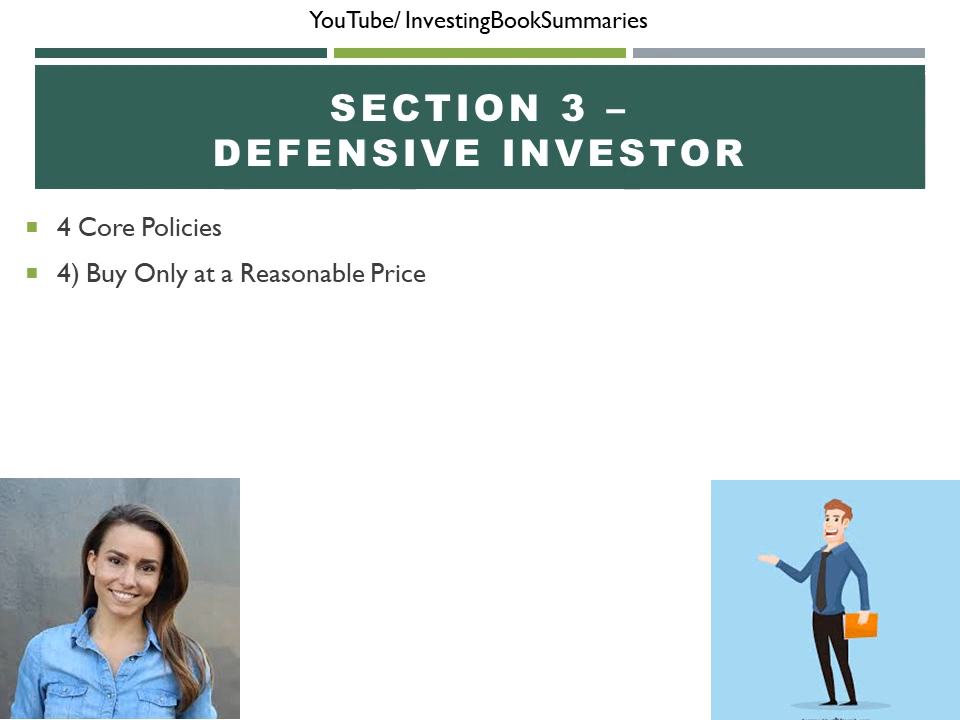 YouTube/ InvestingBookSummaries
SECTION 3 –
DEFENSIVE INVESTOR
4 Core Policies
4) Buy Only at a Reasonable Price